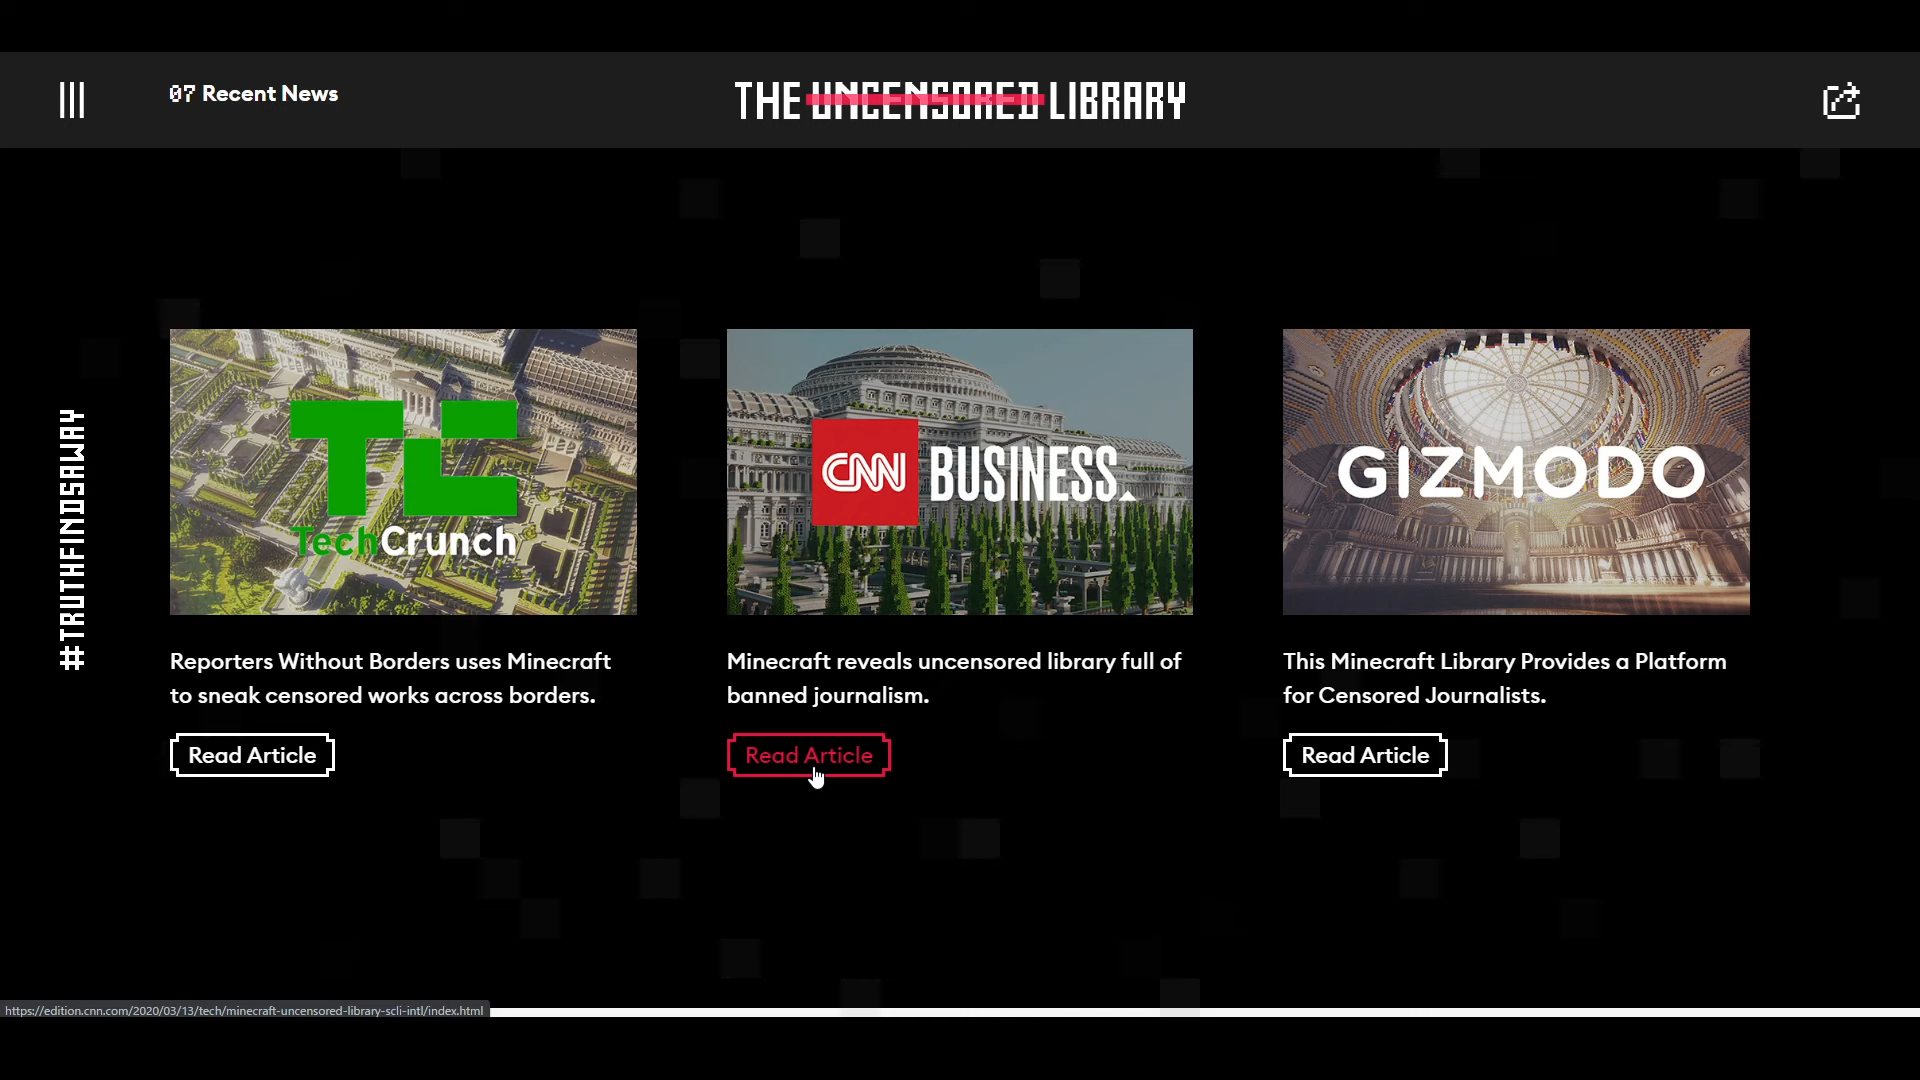 07 Recent News
THE UNCENSORED LIBRARY
#TRUTHFINDSAWAY
TC
TechCrunch
CNN BUSINESS
GIZMODO
Reporters Without Borders uses Minecraft
to sneak censored works across borders.
Read Article
Minecraft reveals uncensored library full of
banned journalism.
Read Article
This Minecraft Library Provides a Platform
for Censored Journalists.
Read Article
https://edition.cnn.com/2020/03/13/tech/minecraft-uncensored-library-scli-intl/index.html